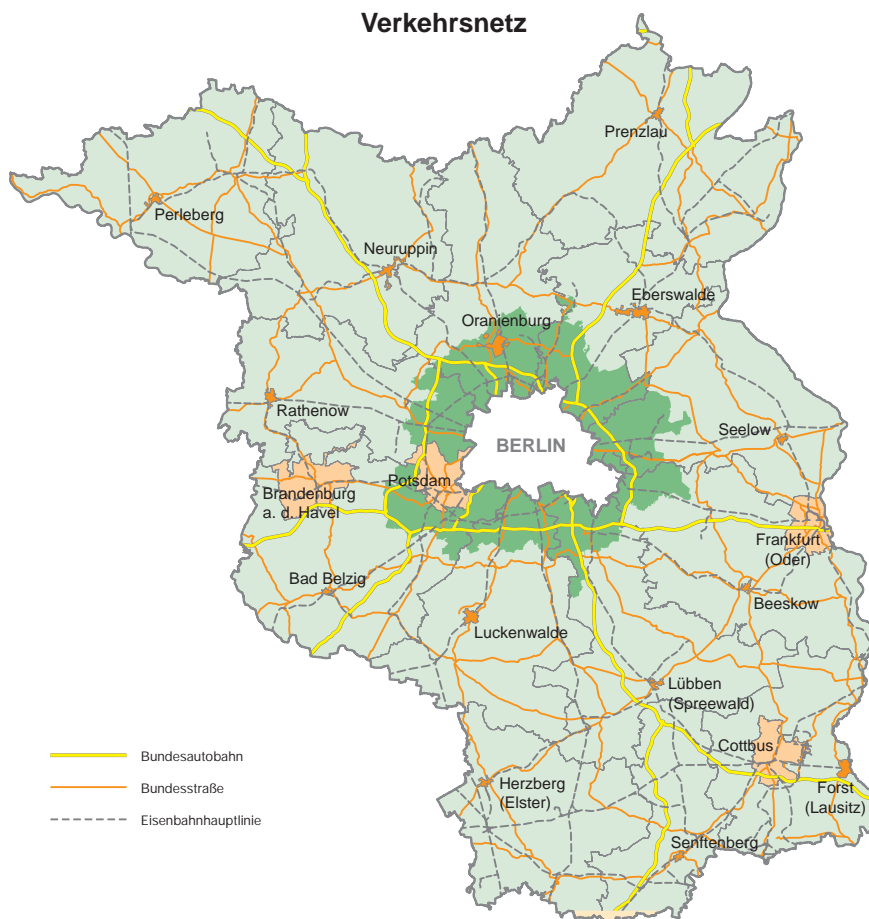 Verkehrsnetz
Prenzlau
Perleberg
Neuruppin
Eberswalde
Oranienburg
Rathenow
Seelow
BERLIN
Potsdam
Brandenburg
a. d. Havel
Frankfurt
(Oder)
Bad Belzig
Beeskow
Luckenwalde
Lübben
(Spreewald)
Cottbus
Bundesautobahn
Bundesstraße
Herzberg
(Elster)
Forst
(Lausitz)
Eisenbahnhauptlinie
Senftenberg